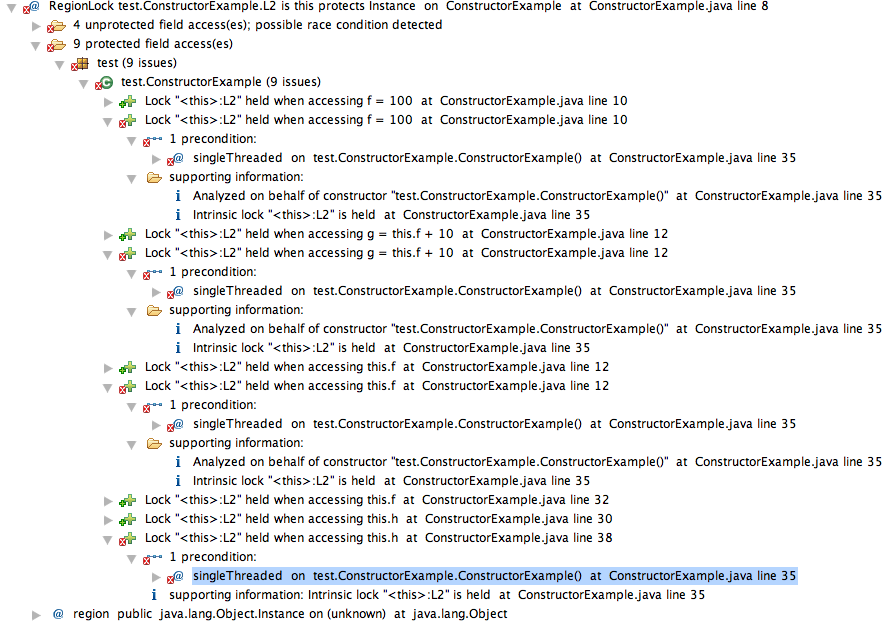 RegionLock test.ConstructorExample.L2 is this protects Instance on ConstructorExample at ConstructorExample.java line 8
4 unprotected field access(es); possible race condition detected
9 protected field access(es)
test (9 issues)
test.ConstructorExample (9 issues)
Lock "<this>:L2" held when accessing f = 100 at ConstructorExample.java line 10
Lock "<this>:L2" held when accessing f = 100 at ConstructorExample.java line 10
1 precondition:
singleThreaded on test.ConstructorExample.ConstructorExample() at ConstructorExample.java line 35
supporting information:
Analyzed on behalf of constructor "test.ConstructorExample.ConstructorExample()" at ConstructorExample.java line 35
Intrinsic lock "<this>:L2" is held at ConstructorExample.java line 35
Lock "<this>:L2" held when accessing g = this.f + 10 at ConstructorExample.java line 12
Lock "<this>:L2" held when accessing g = this.f + 10 at ConstructorExample.java line 12
1 precondition:
singleThreaded on test.ConstructorExample.ConstructorExample() at ConstructorExample.java line 35
supporting information:
Analyzed on behalf of constructor "test.ConstructorExample.ConstructorExample()" at ConstructorExample.java line 35
Intrinsic lock "<this>:L2" is held at ConstructorExample.java line 35
Lock "<this>:L2" held when accessing this.f at ConstructorExample.java line 12
Lock "<this>:L2" held when accessing this.f at ConstructorExample.java line 12
1 precondition:
singleThreaded on test.ConstructorExample.ConstructorExample() at ConstructorExample.java line 35
supporting information:
Analyzed on behalf of constructor "test.ConstructorExample.ConstructorExample()" at ConstructorExample.java line 35
Intrinsic lock "<this>:L2" is held at ConstructorExample.java line 35
Lock "<this>:L2" held when accessing this.f at ConstructorExample.java line 32
Lock "<this>:L2" held when accessing this.h at ConstructorExample.java line 30
Lock "<this>:L2" held when accessing this.h at ConstructorExample.java line 38
1 precondition:
singleThreaded on test.ConstructorExample.ConstructorExample() at ConstructorExample.java line 35
supporting information: Intrinsic lock "<this>:L2" is held at ConstructorExample.java line 35
region public java.lang.Object.Instance on (unknown) at java.lang.Object